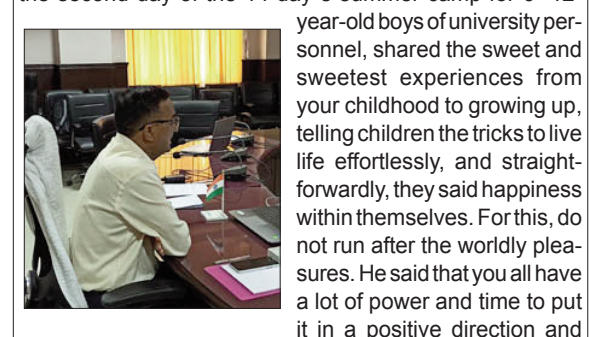 the second day of the 11 day's summer camp for 8 -12
year-old boys of university per-
sonnel, shared the sweet and
sweetest experiences from
your childhood to growing up,
telling children the tricks to live
life effortlessly, and straight-
forwardly, they said happiness
within themselves. For this, do
not run after the worldly plea-
sures. He said that you all have
a lot of power and time to put
it in a positive direction and